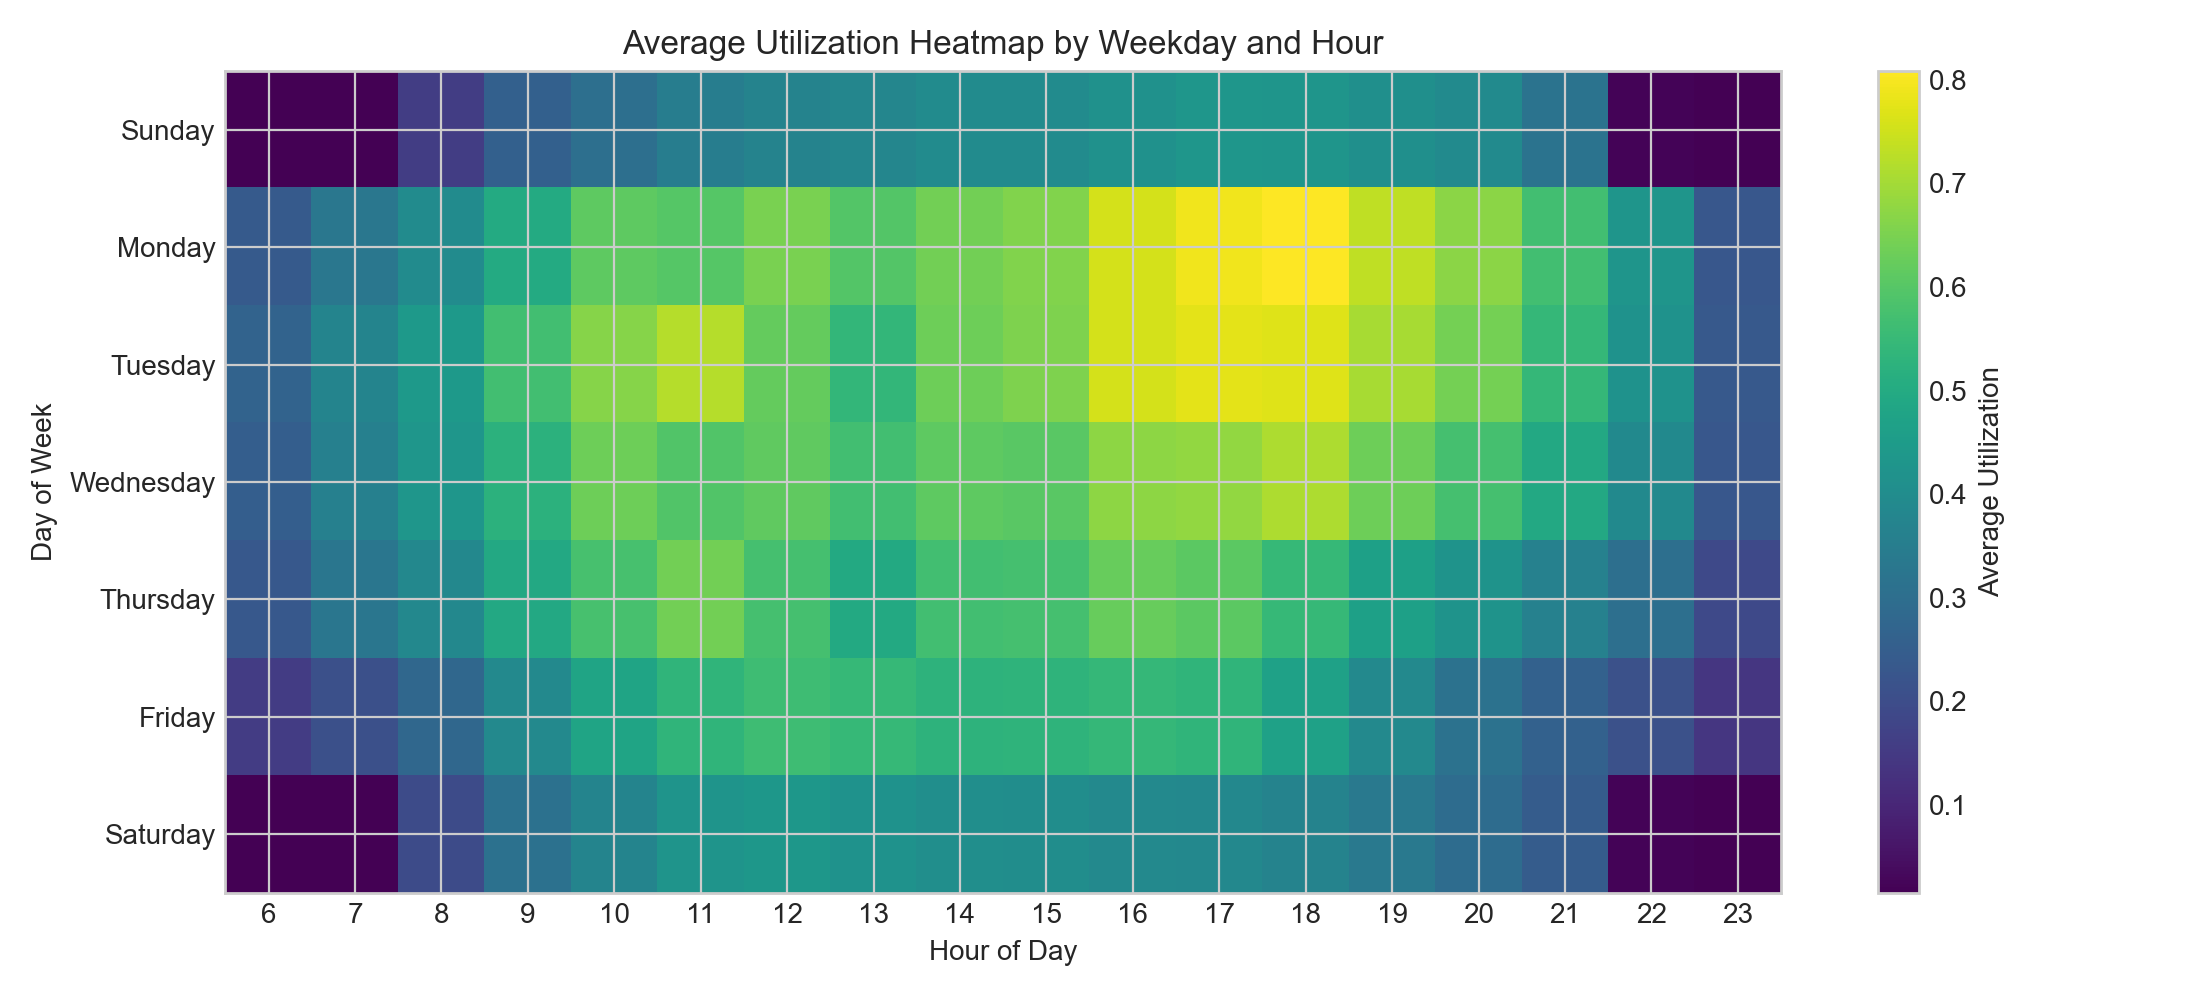 Average Utilization Heatmap by Weekday and Hour
Day of Week
Sunday
Monday
Tuesday
Wednesday
Thursday
Friday
Saturday
6 7 8 9 10 11 12 13 14 15 16 17 18 19 20 21 22 23
Hour of Day
0.8
0.7
0.6
0.5
0.4
0.3
0.2
0.1
Average Utilization